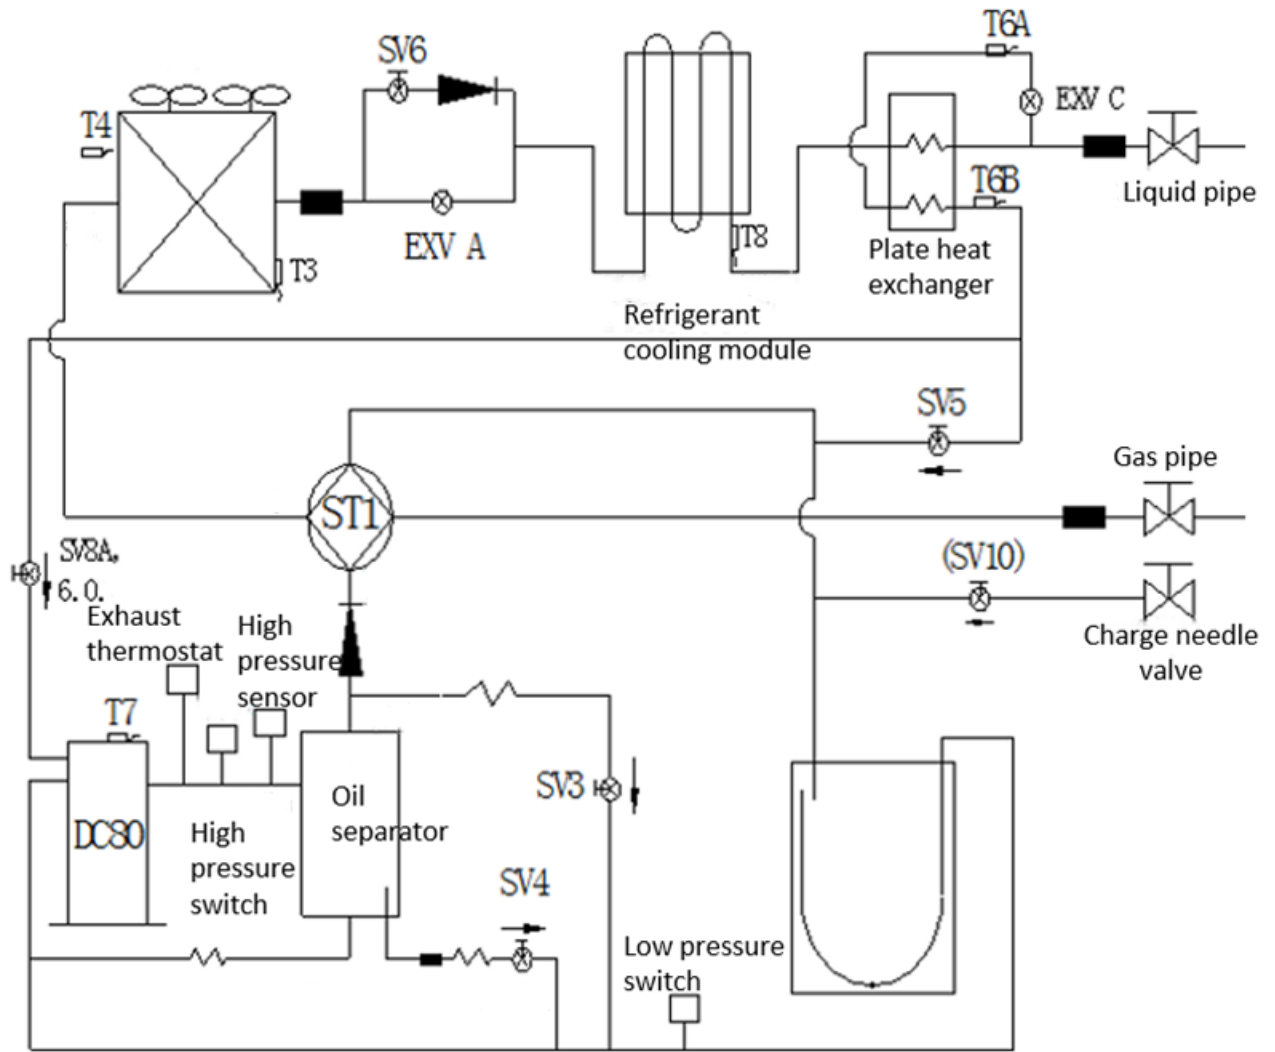 T6A
SV6
EXV C
T4
T6B
Liquid pipe
EXV A
T8
Plate heat
exchanger
T3
Refrigerant
cooling module
SV5
Gas pipe
ST1
SV8A,
6.0.
(SV10)
Exhaust
thermostat
High
pressure
sensor
Charge needle
valve
T7
SV3
Oil
separator
DC80
High
pressure
switch
SV4
Low pressure
switch